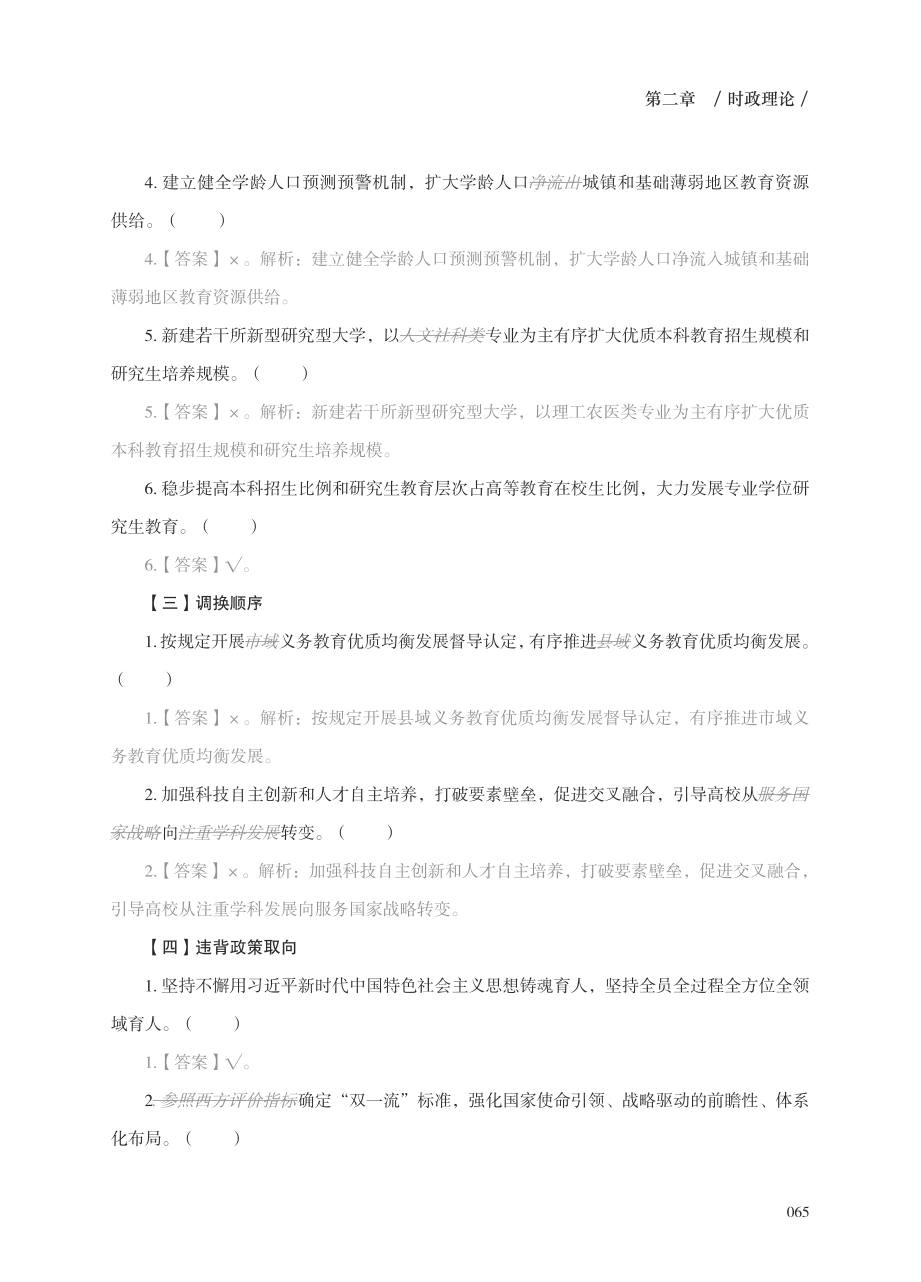 第二章 / 时政理论 /
4. 建立健全学龄人口预测预警机制，扩大学龄人口净流出城镇和基础薄弱地区教育资源
供给。（  ）
4.【答案】×。解析：建立健全学龄人口预测预警机制，扩大学龄人口净流入城镇和基础
薄弱地区教育资源供给。
5. 新建若干所新型研究型大学，以人文社科类专业为主有序扩大优质本科教育招生规模和
研究生培养规模。（  ）
5.【答案】×。解析：新建若干所新型研究型大学，以理工农医类专业为主有序扩大优质
本科教育招生规模和研究生培养规模。
6. 稳步提高本科招生比例和研究生教育层次占高等教育在校生比例，大力发展专业学位研
究生教育。（  ）
6.【答案】√。
【三】调换顺序
1. 按规定开展市域义务教育优质均衡发展督导认定，有序推进县域义务教育优质均衡发展。
（  ）
1.【答案】×。解析：按规定开展县域义务教育优质均衡发展督导认定，有序推进市域义
务教育优质均衡发展。
2. 加强科技自主创新和人才自主培养，打破要素壁垒，促进交叉融合，引导高校从服务国
家战略向注重学科发展转变。（  ）
2.【答案】×。解析：加强科技自主创新和人才自主培养，打破要素壁垒，促进交叉融合，
引导高校从注重学科发展向服务国家战略转变。
【四】违背政策取向
1. 坚持不懈用习近平新时代中国特色社会主义思想铸魂育人，坚持全员全过程全方位全领
域育人。（  ）
1.【答案】√。
2. 参照西方评价指标确定“双一流”标准，强化国家使命引领、战略驱动的前瞻性、体系
化布局。（  ）
065